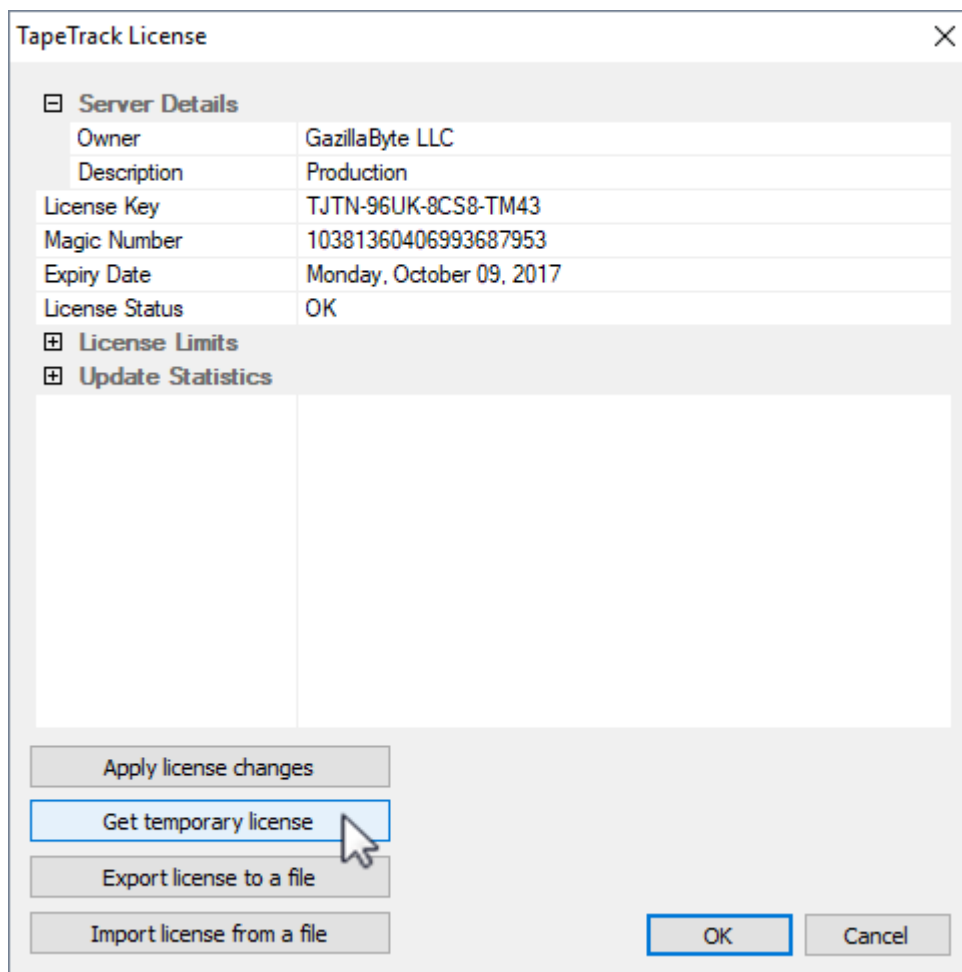 TapeTrack License
Server Details
Owner GazillaByte LLC
Description Production
License Key TJTN-96UK-8CS8-TM43
Magic Number 10381360406993687953
Expiry Date Monday, October 09, 2017
License Status OK
License Limits
Update Statistics
Apply license changes
Get temporary license
Export license to a file
Import license from a file
OK Cancel